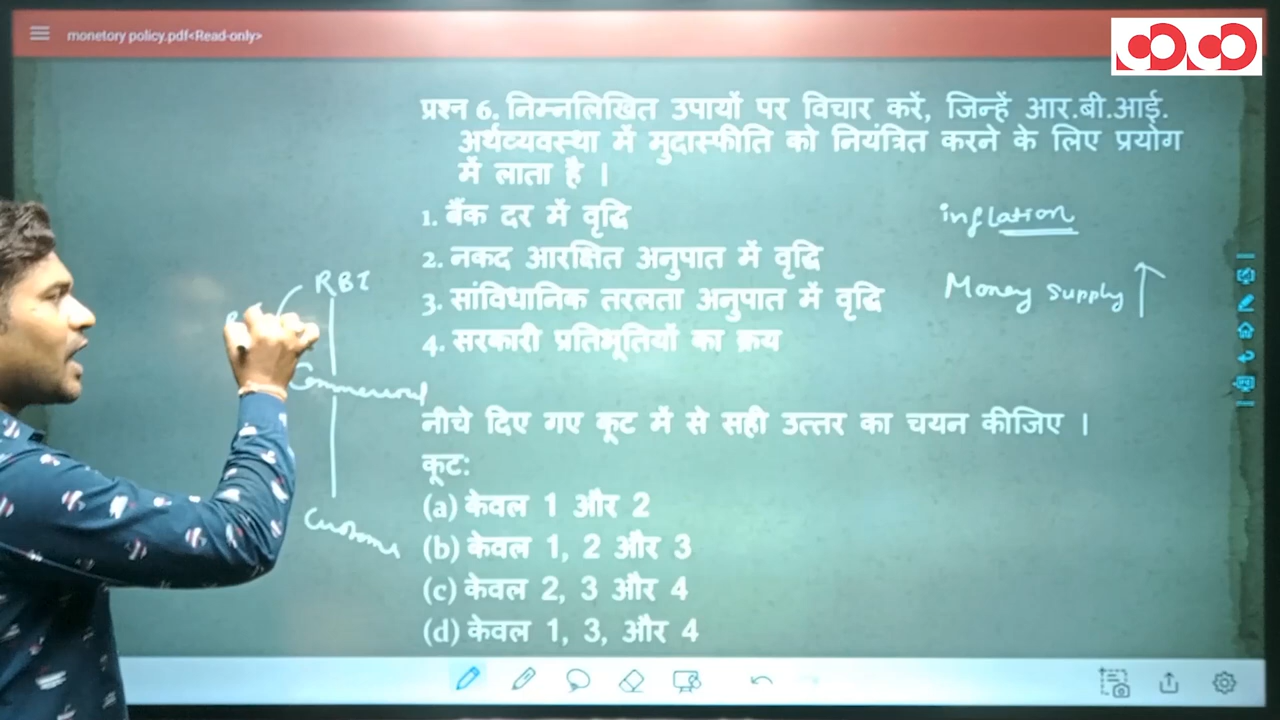 monetory policy.pdf<Read-only>
प्रश्न 6. निम्नलिखित उपायों पर विचार करें, जिन्हें आर.बी.आई.
अर्थव्यवस्था में मुदास्फीति को नियंत्रित करने के लिए प्रयोग
में लाता है ।
1. बैंक दर में वृद्धि
2. नकद आरक्षित अनुपात में वृद्धि
3. सांविधानिक तरलता अनुपात में वृद्धि
4. सरकारी प्रतिभूतियों का क्रय
inflation
Money supply
RBI
Commercial
Customer
नीचे दिए गए कूट में से सही उत्तर का चयन कीजिए ।
कूट:
(a) केवल 1 और 2
(b) केवल 1, 2 और 3
(c) केवल 2, 3 और 4
(d) केवल 1, 3, और 4